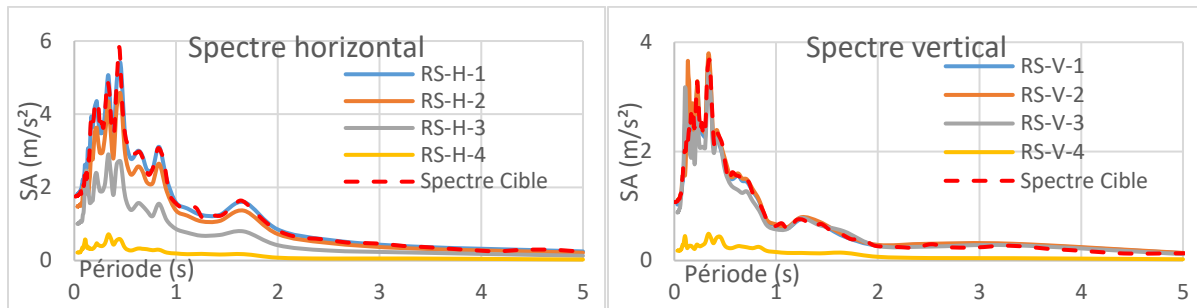 Spectre horizontal
6
4
2
0
SA (m/s²)
RS-H-1
RS-H-2
RS-H-3
RS-H-4
Spectre Cible
Période (s)
0 1 2 3 4 5
Spectre vertical
4
2
0
SA (m/s²)
RS-V-1
RS-V-2
RS-V-3
RS-V-4
Spectre Cible
Période (s)
0 1 2 3 4 5